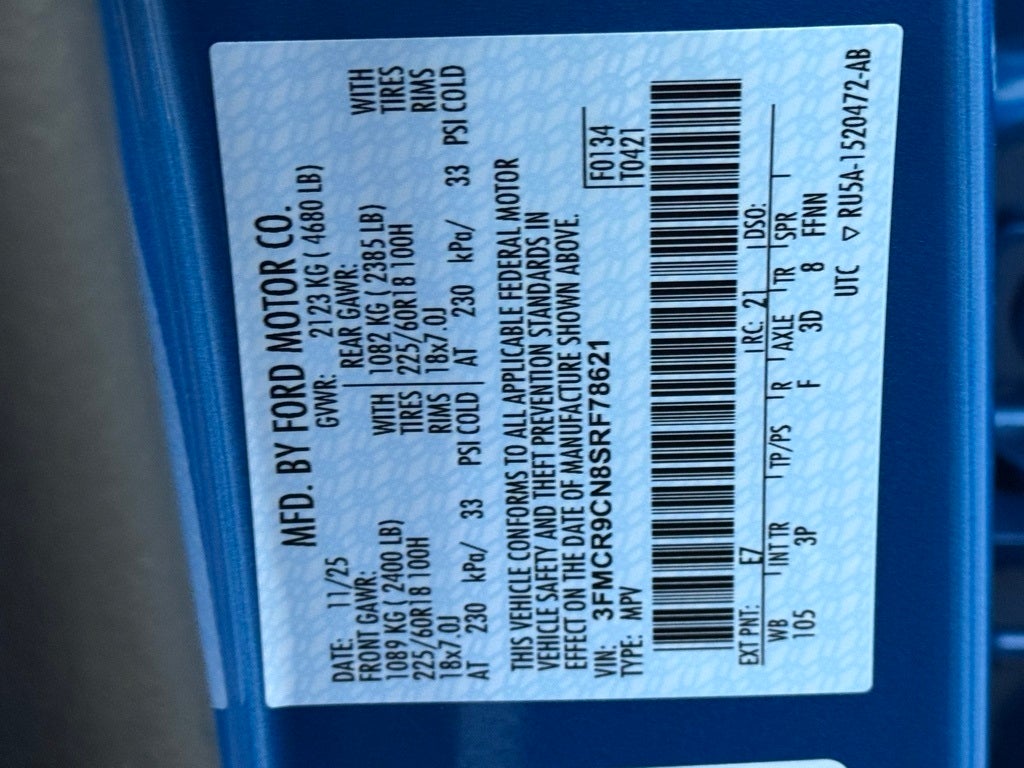 MFD. BY FORD MOTOR CO.
DATE: 11/25 GVWR: 2123 KG ( 4680 LB)
FRONT GAWR: REAR GAWR:
1089 KG ( 2400 LB) WITH 1082 KG ( 2385 LB) WITH
225/60R18 100H TIRES 225/60R18 100H TIRES
18x7.0J RIMS 18x7.0J RIMS
AT 230 kPa/ 33 PSI COLD AT 230 kPa/ 33 PSI COLD
THIS VEHICLE CONFORMS TO ALL APPLICABLE FEDERAL MOTOR
VEHICLE SAFETY AND THEFT PREVENTION STANDARDS IN
EFFECT ON THE DATE OF MANUFACTURE SHOWN ABOVE.
VIN: 3FMCR9CN8SRF78621 F0134
TYPE: MPV T0421
EXT PNT: E7 RC: 21 DSO:
WB INT TR TP/PS R AXLE TR SPR
105 3P F 3D 8 FFNN
UTC ▽ RU5A-1520472-AB